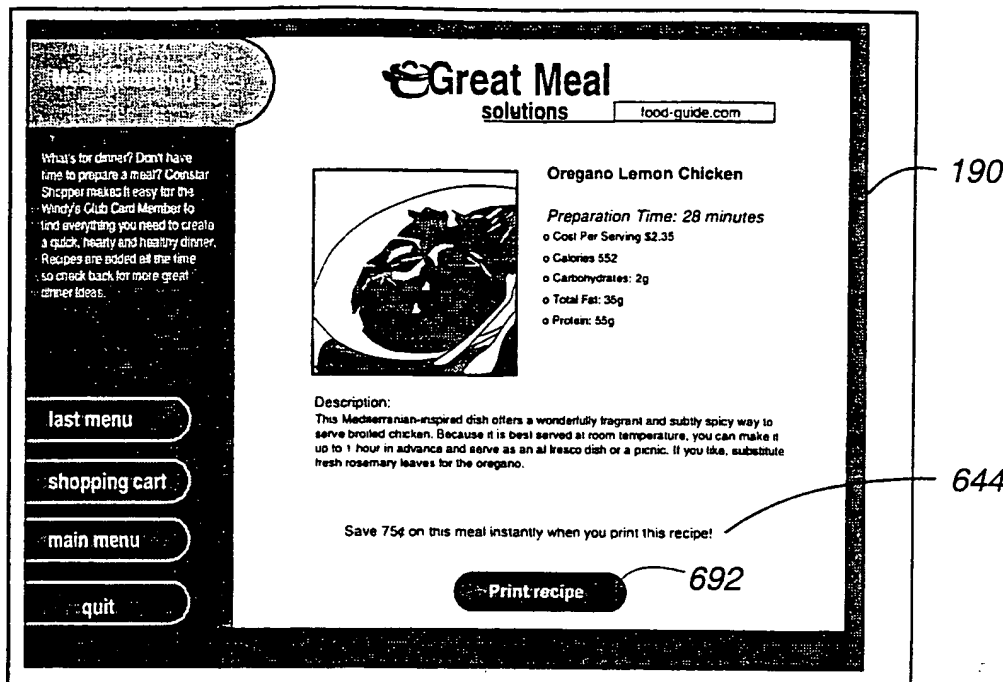 Meals Planning
What's for dinner? Don't have
time to prepare a meal? Coinstar
Shopper makes it easy for the
Windy's Club Card Member to
find everything you need to create
a quick, hearty and healthy dinner.
Recipes are added all the time
so check back for more great
dinner ideas.
last menu
shopping cart
main menu
quit
Great Meal
solutions
food-guide.com
Oregano Lemon Chicken
Preparation Time: 28 minutes
o Cost Per Serving $2.35
o Calories 552
o Carbohydrates: 2g
o Total Fat: 35g
o Protein: 55g
Description:
This Mediterranian-inspired dish offers a wonderfully fragrant and subtly spicy way to
serve broiled chicken. Because it is best served at room temperature, you can make it
up to 1 hour in advance and serve as an al fresco dish or a picnic. If you like, substitute
fresh rosemary leaves for the oregano.
Save 75¢ on this meal instantly when you print this recipe!
Print recipe
190
644
692